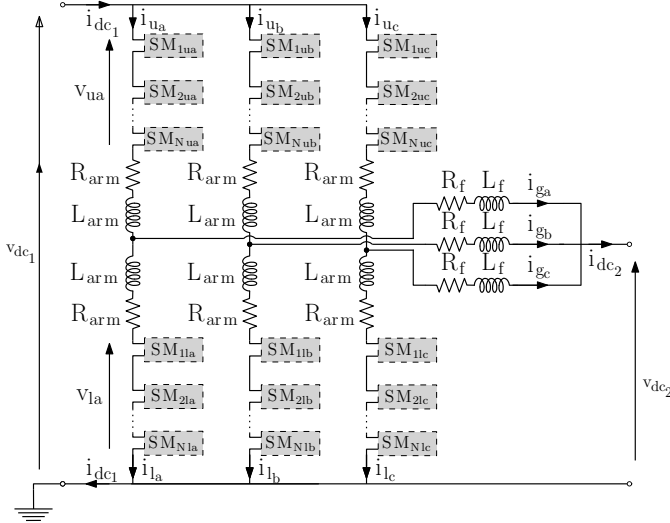 i_dc1 i_ua i_ub i_uc
SM_1ua SM_1ub SM_1uc
v_ua
SM_2ua SM_2ub SM_2uc
SM_Nua SM_Nub SM_Nuc
R_arm R_arm R_arm
R_f L_f i_ga
L_arm L_arm L_arm
R_f L_f i_gb
v_dc1
i_dc2
L_arm L_arm L_arm
R_f L_f i_gc
R_arm R_arm R_arm
SM_1la SM_1lb SM_1lc
v_la
v_dc2
SM_2la SM_2lb SM_2lc
SM_Nla SM_Nlb SM_Nlc
i_dc1 i_la i_lb i_lc